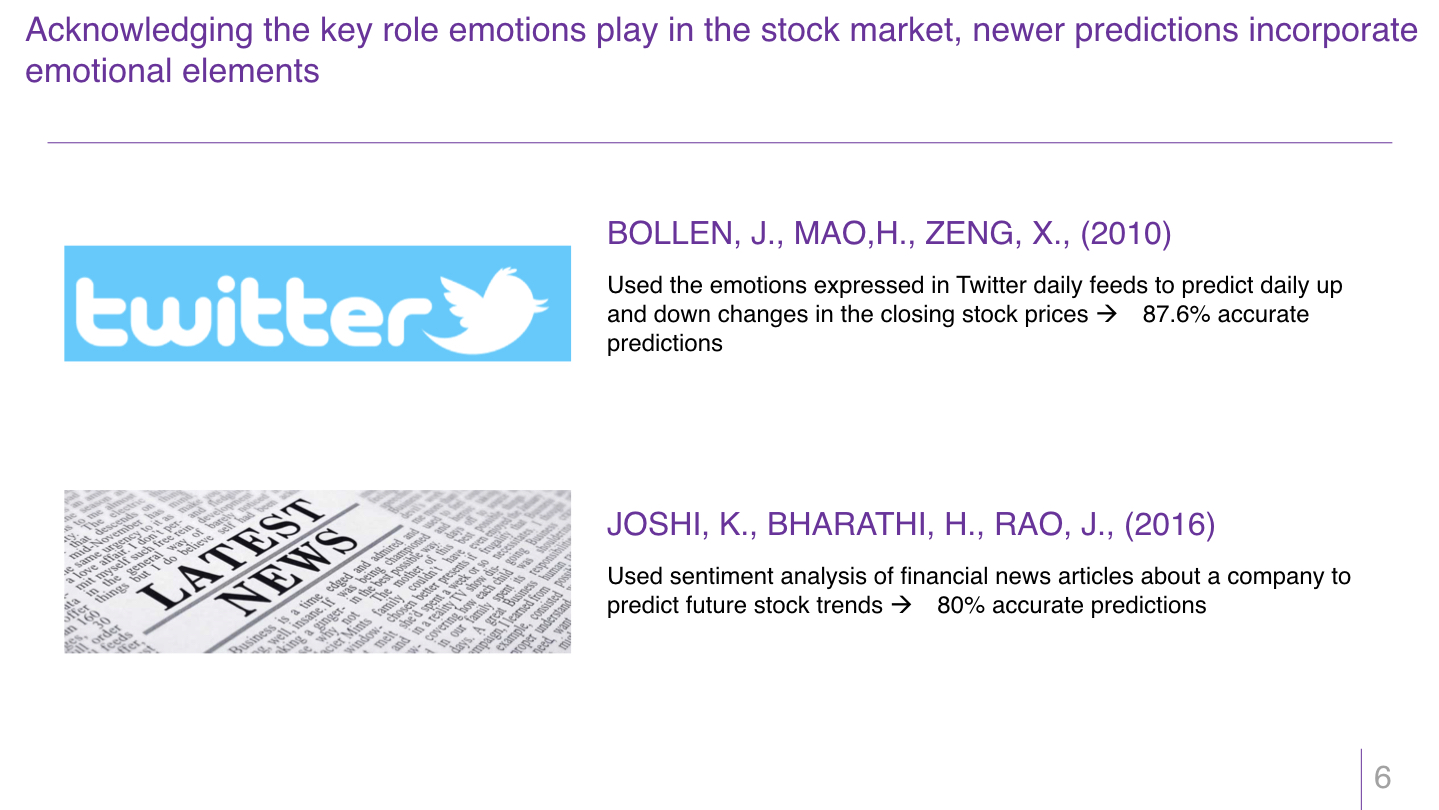 Acknowledging the key role emotions play in the stock market, newer predictions incorporate
emotional elements
twitter
BOLLEN, J., MAO,H., ZENG, X., (2010)
Used the emotions expressed in Twitter daily feeds to predict daily up
and down changes in the closing stock prices → 87.6% accurate
predictions
LATEST
NEWS
JOSHI, K., BHARATHI, H., RAO, J., (2016)
Used sentiment analysis of financial news articles about a company to
predict future stock trends → 80% accurate predictions
6